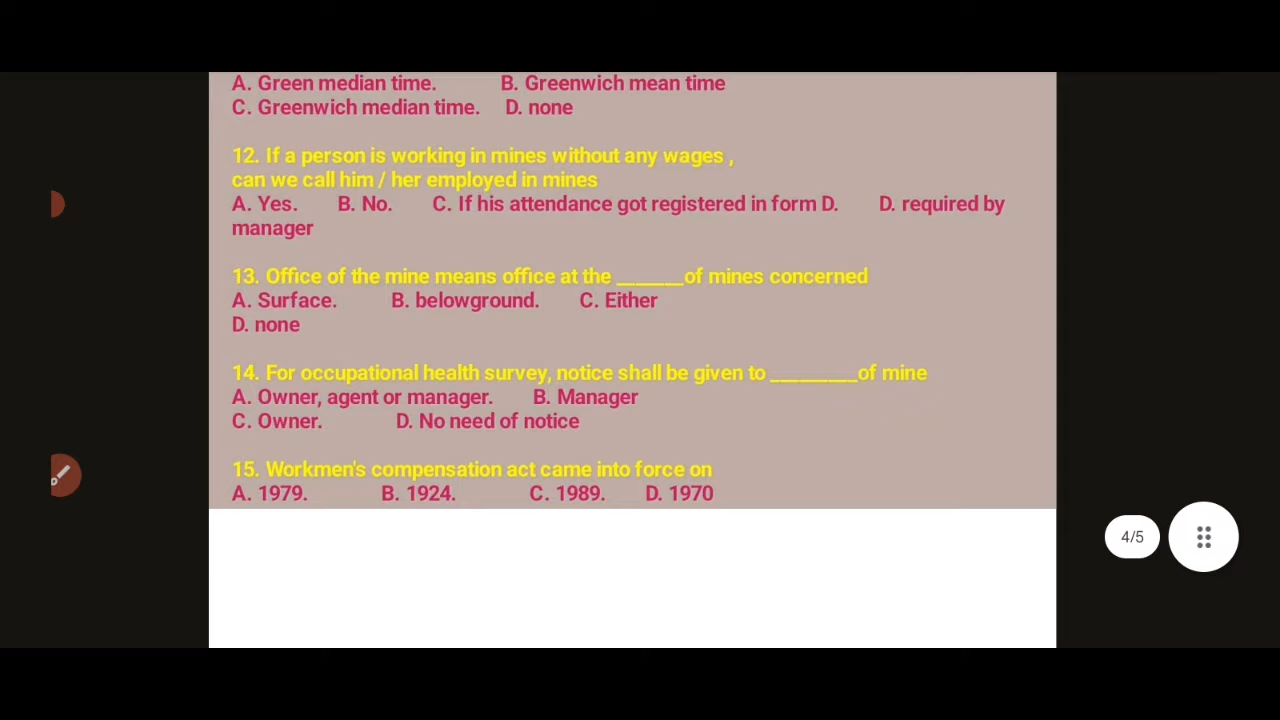 A. Green median time. B. Greenwich mean time
C. Greenwich median time. D. none
12. If a person is working in mines without any wages ,
can we call him / her employed in mines
A. Yes. B. No. C. If his attendance got registered in form D. D. required by
manager
13. Office of the mine means office at the _______of mines concerned
A. Surface. B. belowground. C. Either
D. none
14. For occupational health survey, notice shall be given to _________of mine
A. Owner, agent or manager. B. Manager
C. Owner. D. No need of notice
15. Workmen's compensation act came into force on
A. 1979. B. 1924. C. 1989. D. 1970
4/5